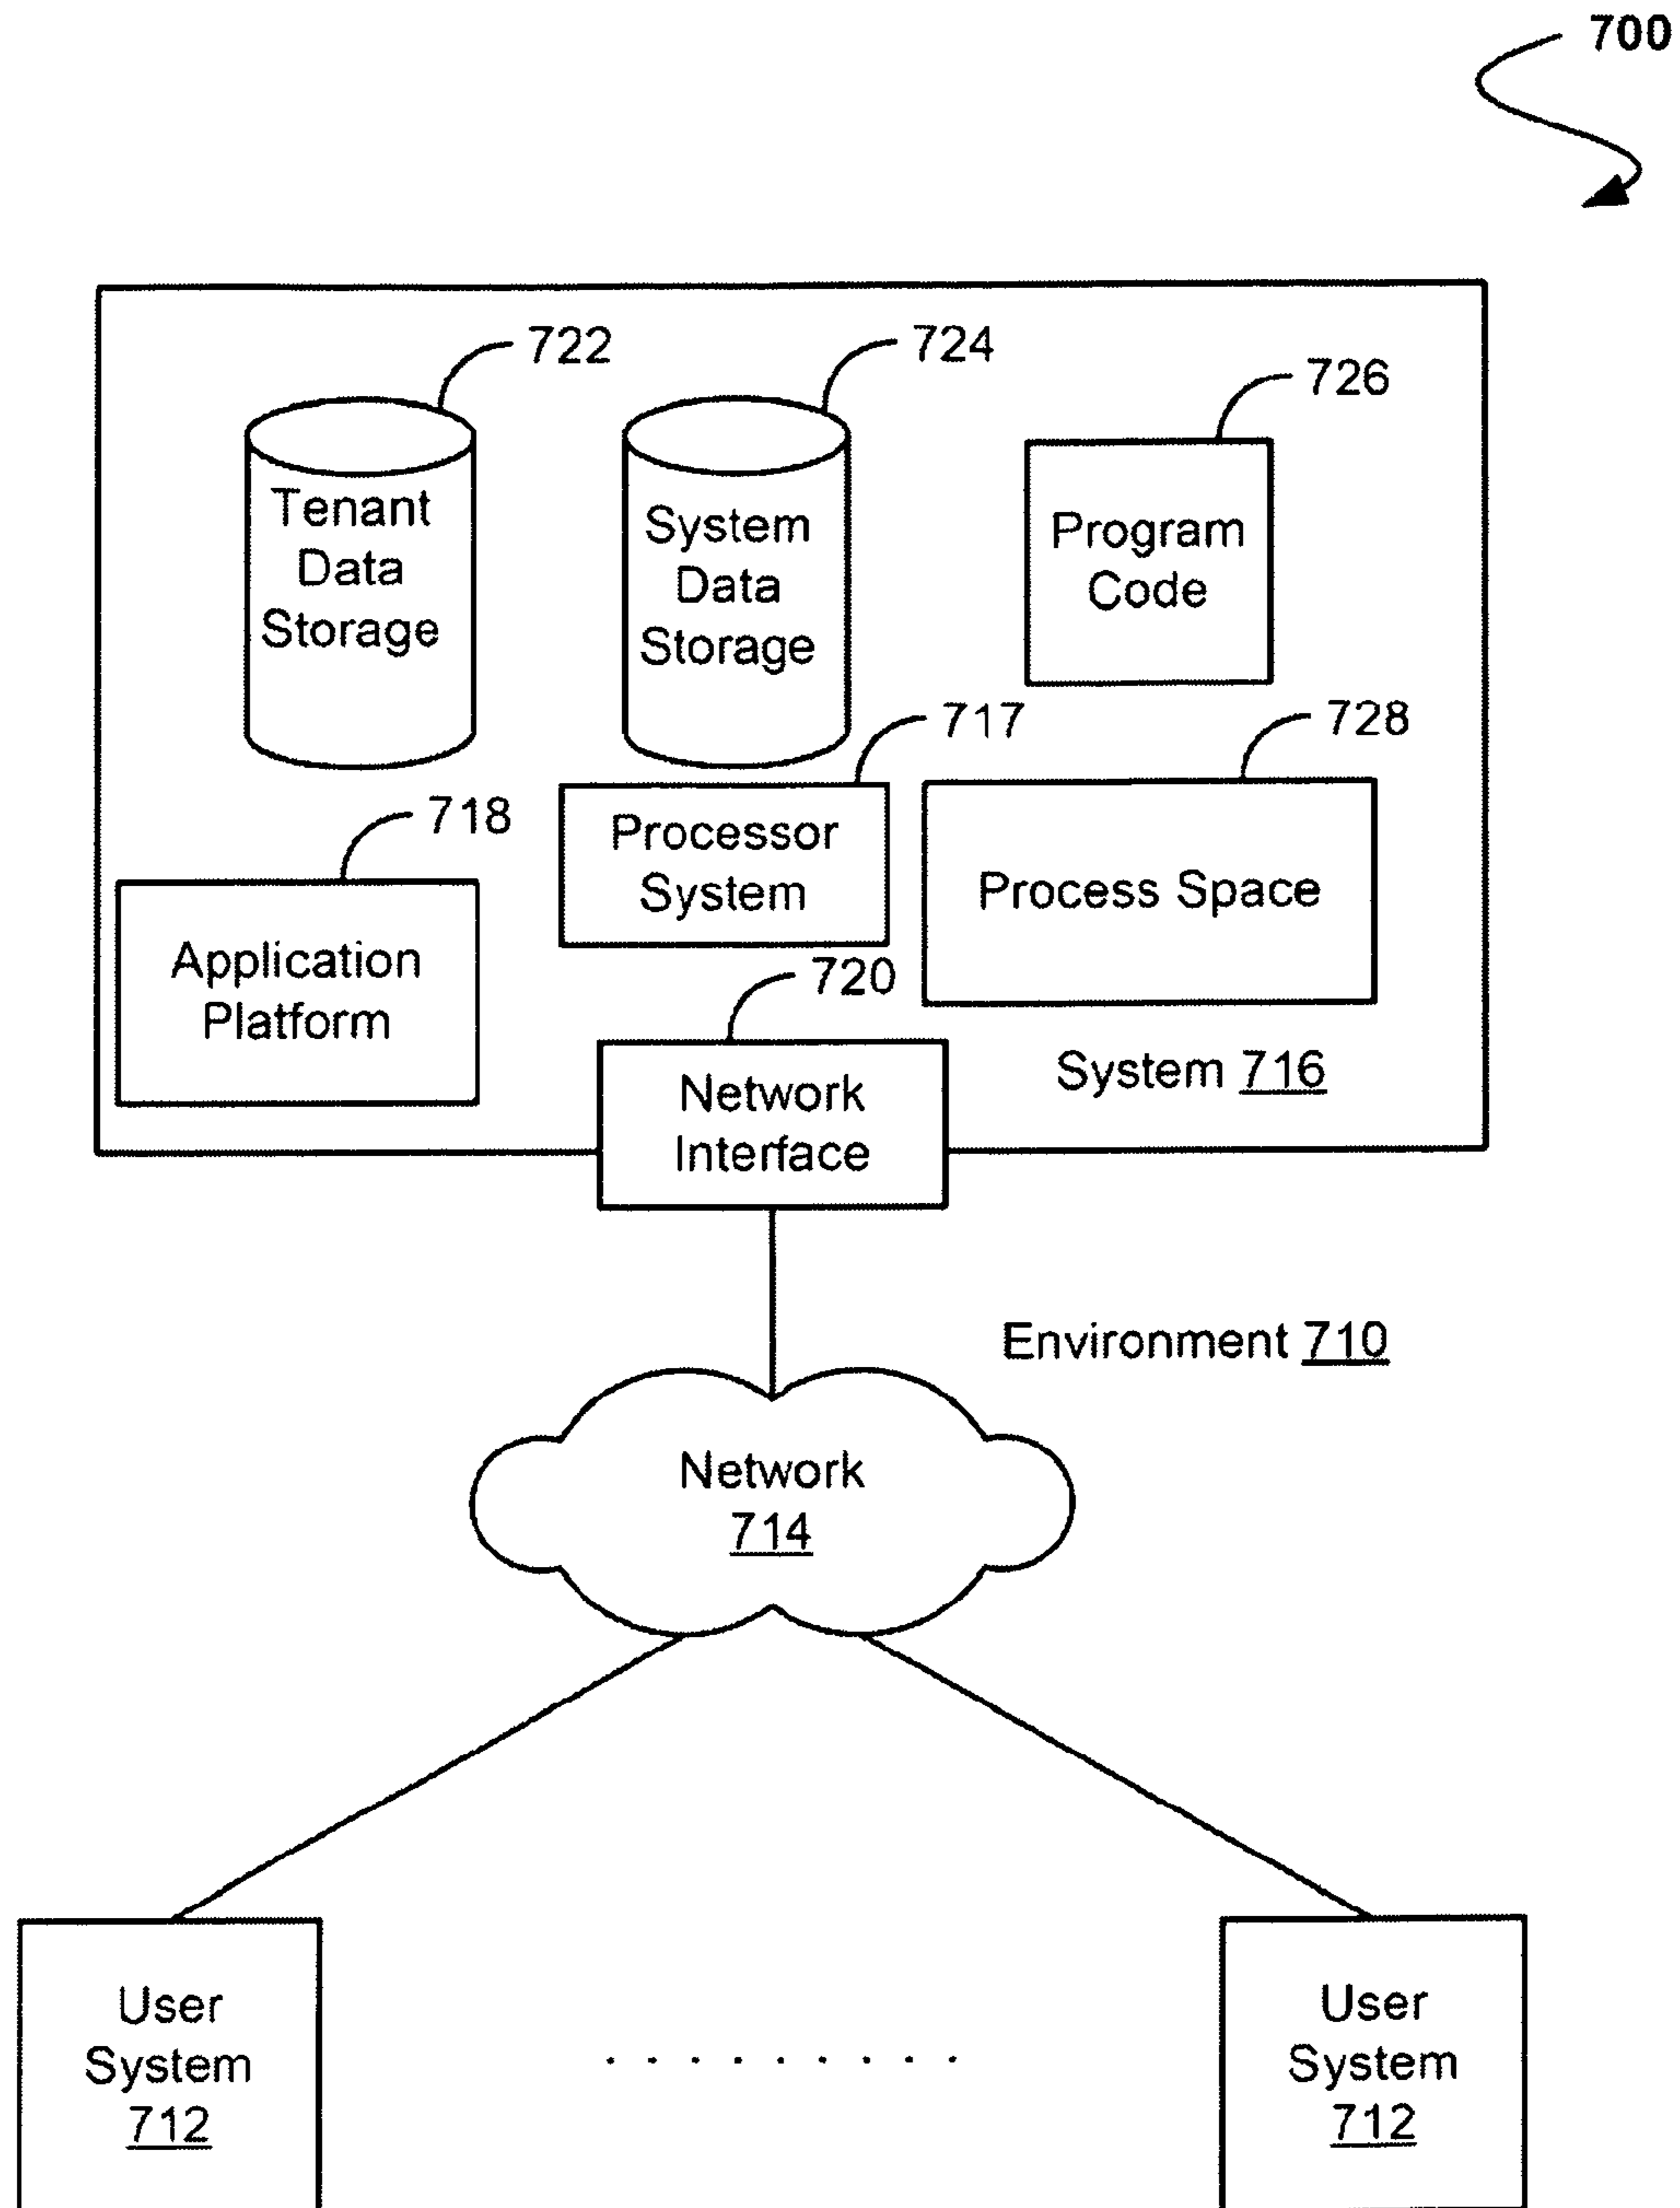 700
722
724
726
Tenant
Data
Storage
System
Data
Storage
Program
Code
717
728
718
Processor
System
Process Space
Application
Platform
720
System 716
Network
Interface
Environment 710
Network
714
User
System
712
. . . . . . . . .
User
System
712